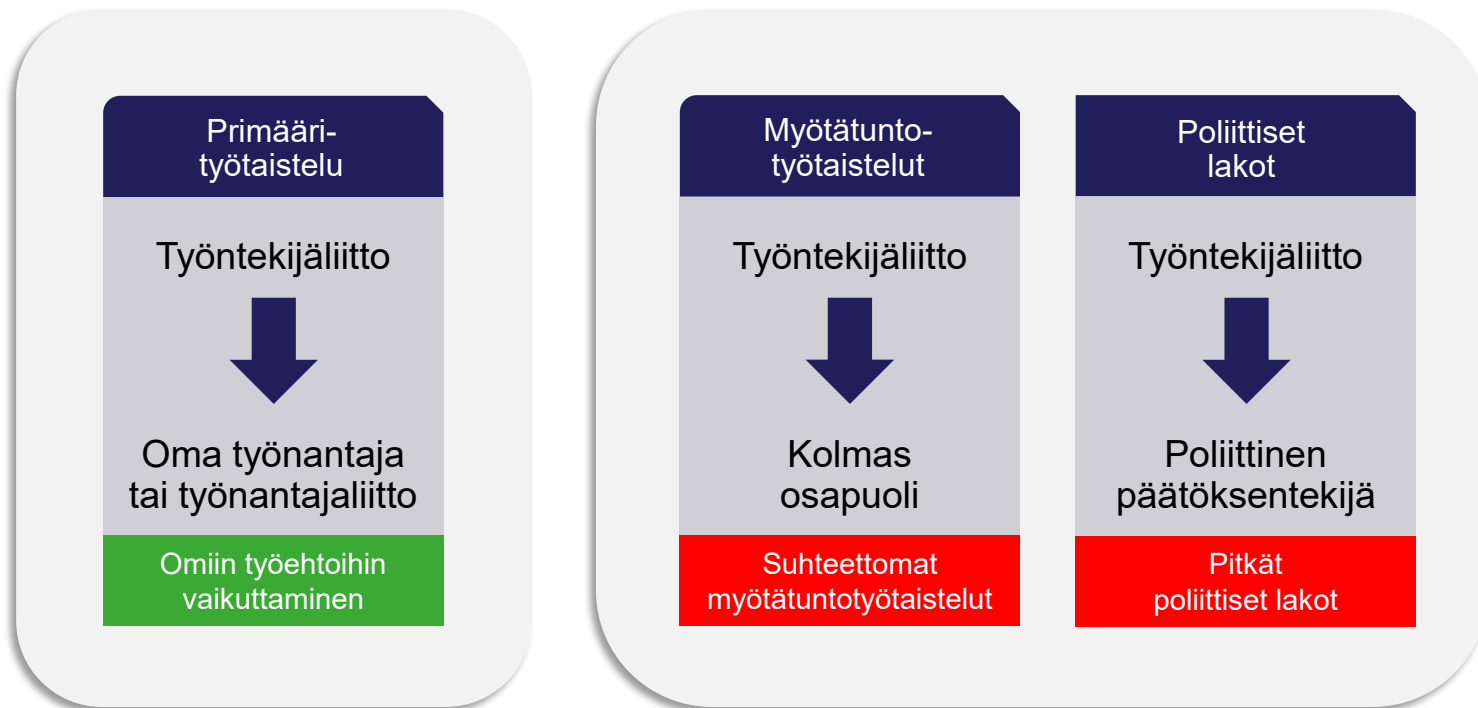 Primääri-
työtaistelu
Työntekijäliitto
Oma työnantaja
tai työnantajaliitto
Omiin työehtoihin
vaikuttaminen
Myötätunto-
työtaistelut
Työntekijäliitto
Kolmas
osapuoli
Suhteettomat
myötätuntotyötaistelut
Poliittiset
lakot
Työntekijäliitto
Poliittinen
päätöksentekijä
Pitkät
poliittiset lakot